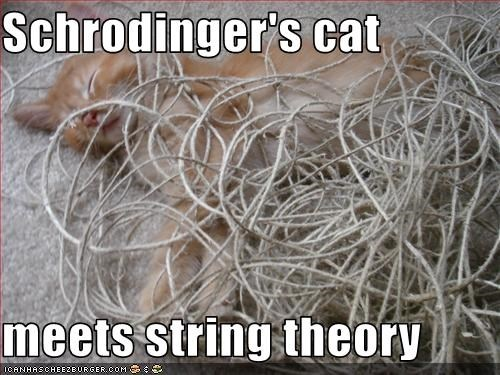 Schrodinger's cat
meets string theory
ICANHASCHEEZBURGER.COM